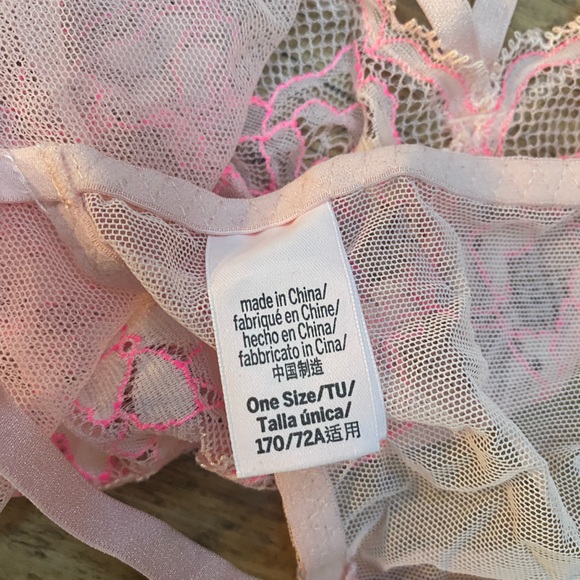 made in China/
fabriqué en Chine/
hecho en China/
fabbricato in Cina/
中国制造
One Size/TU/
Talla única/
170/72A适用